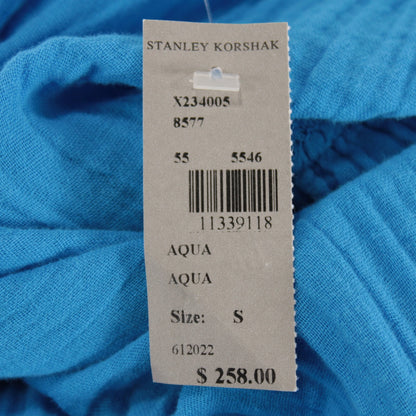 STANLEY KORSHAK
X234005
8577
55 5546
11339118
AQUA
AQUA
Size: S
612022
$ 258.00